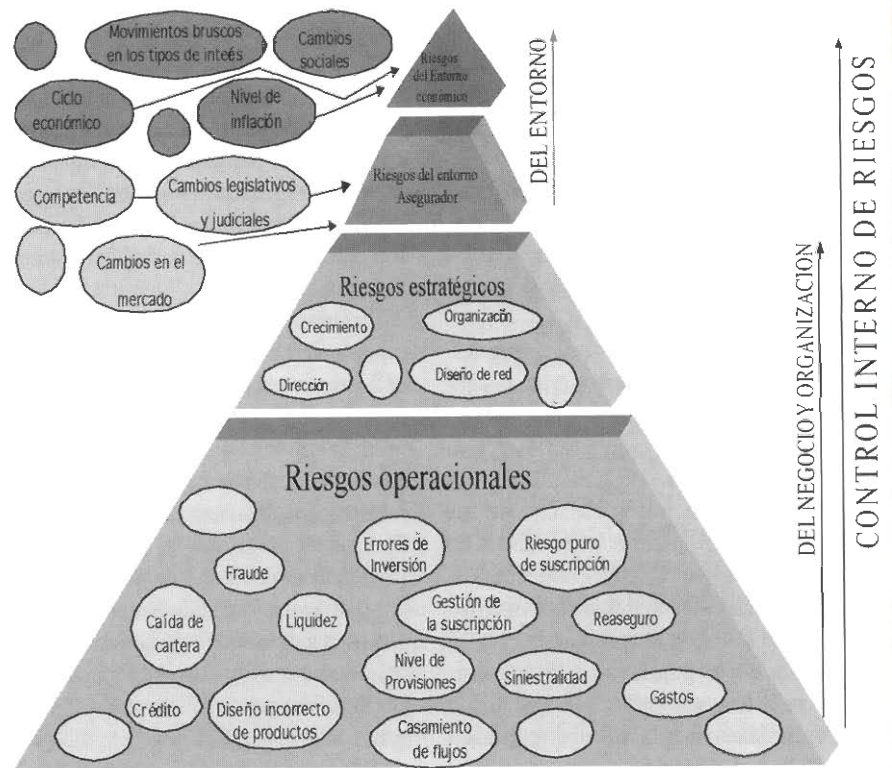 Movimientos bruscos
en los tipos de inteés
Cambios
sociales
Ciclo
económico
Nivel de
inflación
Competencia
Cambios legislativos
y judiciales
Cambios en el
mercado
Riesgos
del Entorno
económico
Riesgos del entorno
Asegurador
Riesgos estratégicos
Crecimiento
Organización
Dirección
Diseño de red
Riesgos operacionales
Fraude
Errores de
Inversión
Riesgo puro
de suscripción
Caída de
cartera
Liquidez
Gestión de
la suscripción
Reaseguro
Nivel de
Provisiones
Siniestralidad
Gastos
Crédito
Diseño incorrecto
de productos
Casamiento
de flujos
DEL ENTORNO
DEL NEGOCIO Y ORGANIZACION
CONTROL INTERNO DE RIESGOS